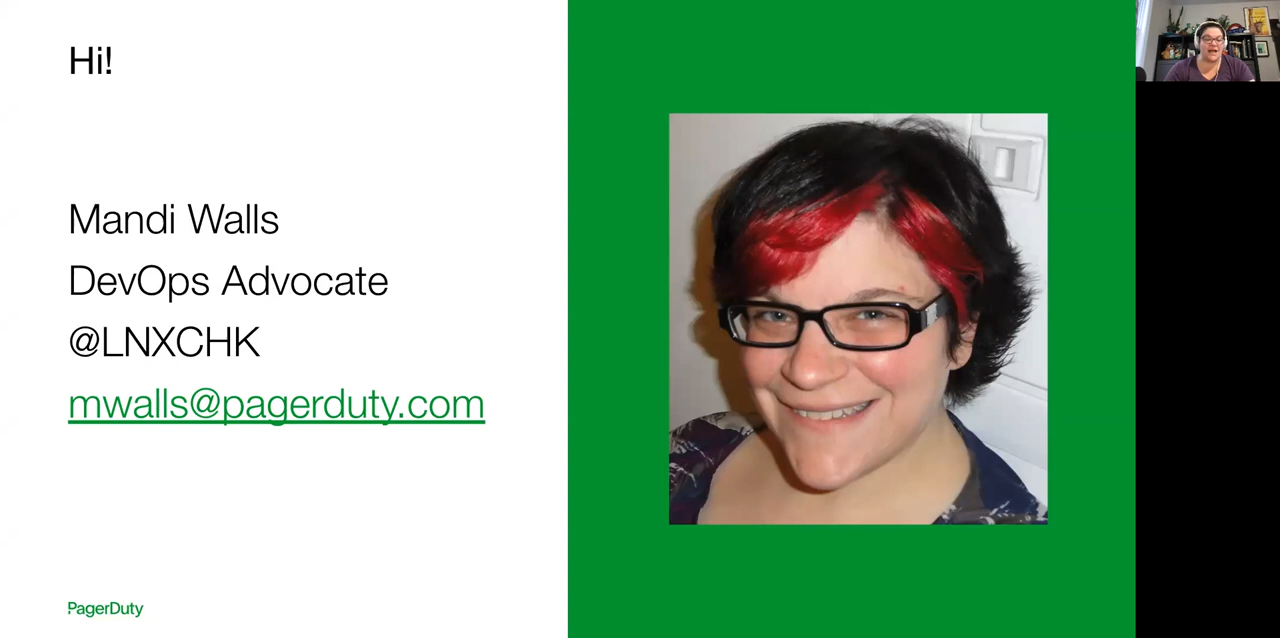 Hi!
Mandi Walls
DevOps Advocate
@LNXCHK
mwalls@pagerduty.com
PagerDuty